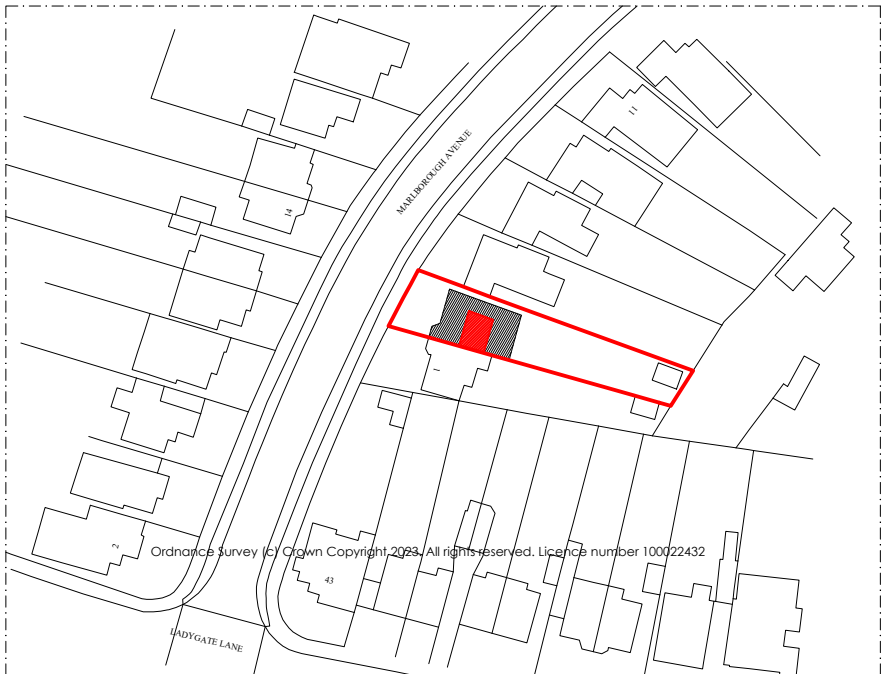 11
MARLBOROUGH AVENUE
14
1
Ordnance Survey (c) Crown Copyright 2023. All rights reserved. Licence number 100022432
2
43
LADYGATE LANE